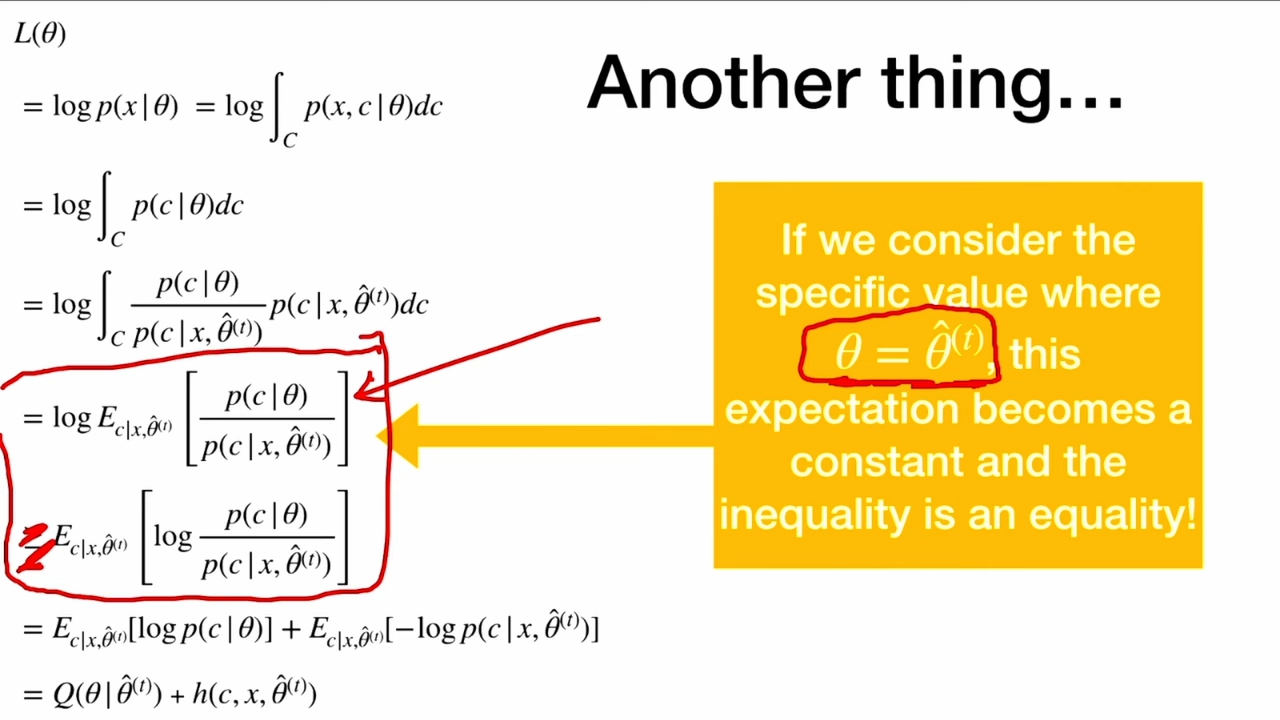 L(θ)
Another thing...
= log p(x|θ) = log ∫_C p(x, c|θ)dc
= log ∫_C p(c|θ)dc
= log ∫_C p(c|θ) / p(c|x, θ̂^(t)) p(c|x, θ̂^(t))dc
= log E_{c|x,θ̂^(t)} [ p(c|θ) / p(c|x, θ̂^(t)) ]
E_{c|x,θ̂^(t)} [ log p(c|θ) / p(c|x, θ̂^(t)) ]
= E_{c|x,θ̂^(t)}[log p(c|θ)] + E_{c|x,θ̂^(t)}[−log p(c|x, θ̂^(t))]
= Q(θ|θ̂^(t)) + h(c, x, θ̂^(t))
If we consider the
specific value where
θ = θ̂^(t), this
expectation becomes a
constant and the
inequality is an equality!